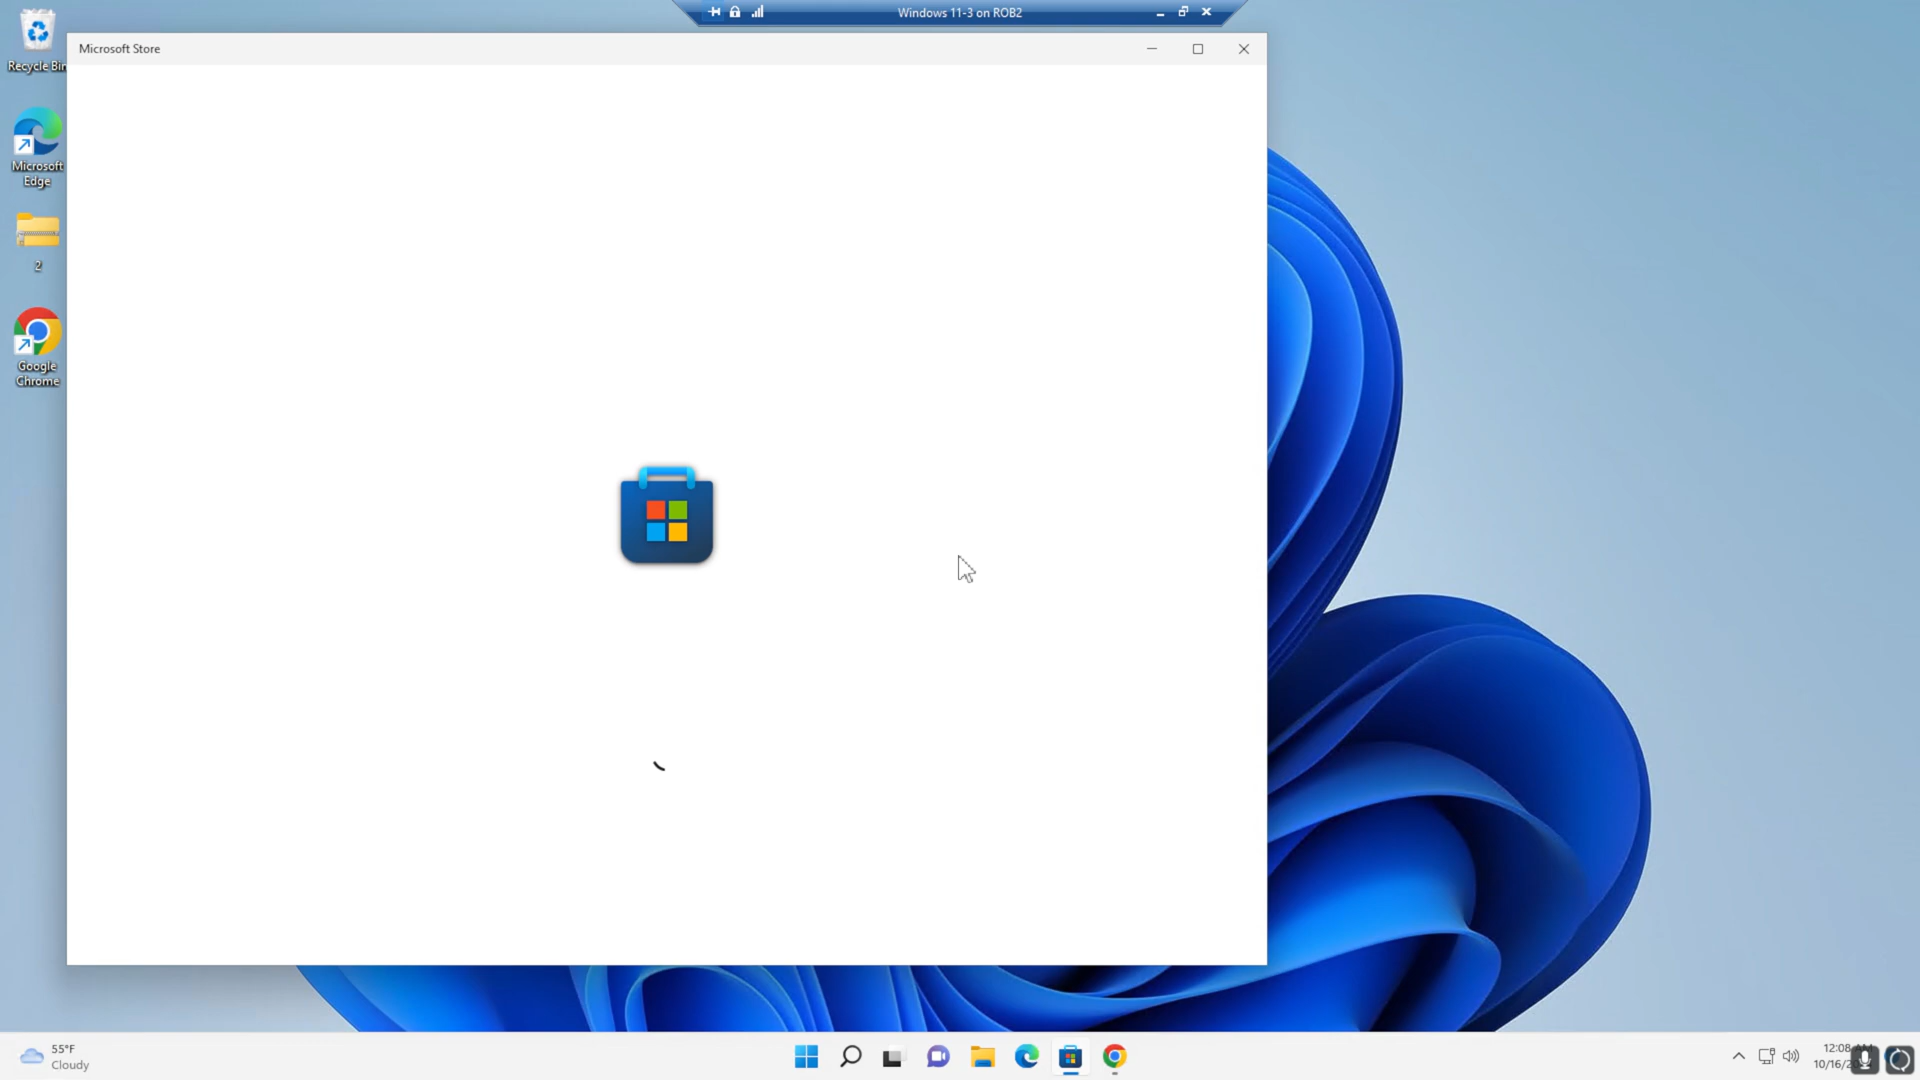 Windows 11-3 on ROB2
Microsoft Store
Recycle Bin
Microsoft
Edge
2
Google
Chrome
55°F
Cloudy
12:08
10/16/2